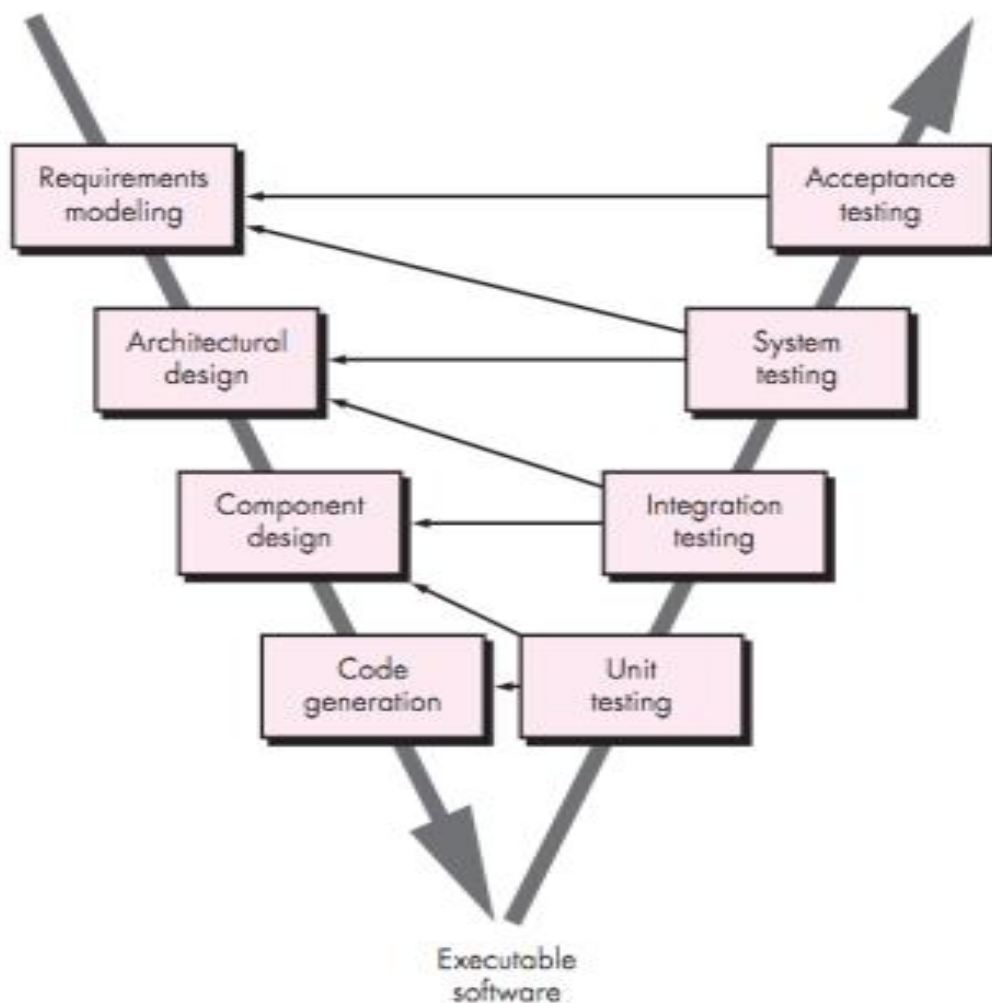 Requirements
modeling
Acceptance
testing
Architectural
design
System
testing
Component
design
Integration
testing
Code
generation
Unit
testing
Executable
software